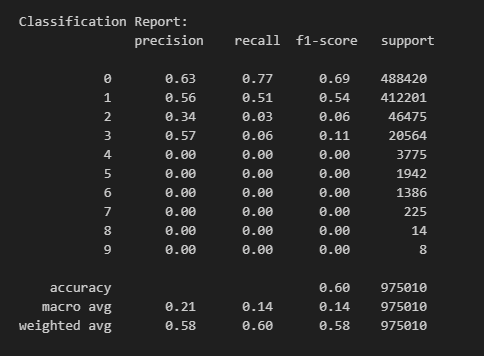 Classification Report:
precision recall f1-score support
0 0.63 0.77 0.69 488420
1 0.56 0.51 0.54 412201
2 0.34 0.03 0.06 46475
3 0.57 0.06 0.11 20564
4 0.00 0.00 0.00 3775
5 0.00 0.00 0.00 1942
6 0.00 0.00 0.00 1386
7 0.00 0.00 0.00 225
8 0.00 0.00 0.00 14
9 0.00 0.00 0.00 8
accuracy 0.60 975010
macro avg 0.21 0.14 0.14 975010
weighted avg 0.58 0.60 0.58 975010